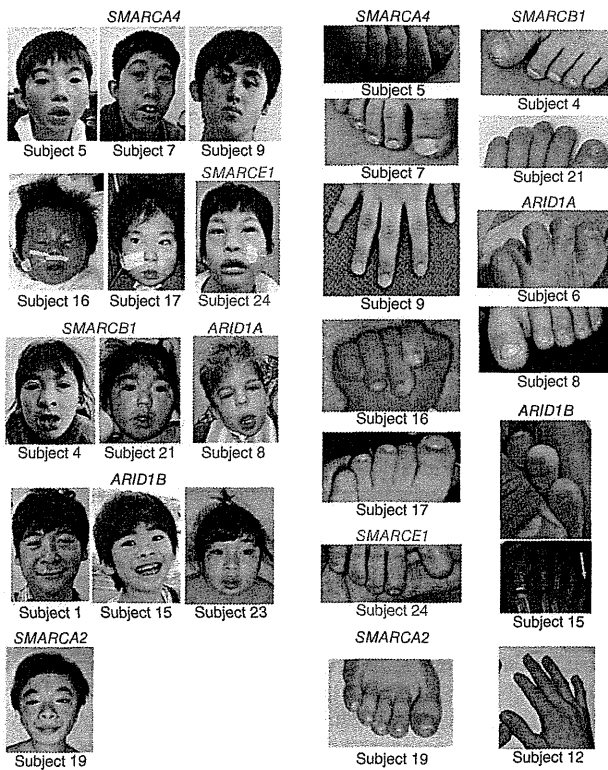 SMARCA4
Subject 5 Subject 7 Subject 9
SMARCE1
Subject 16 Subject 17 Subject 24
SMARCB1 ARID1A
Subject 4 Subject 21 Subject 8
ARID1B
Subject 1 Subject 15 Subject 23
SMARCA2
Subject 19
SMARCA4
Subject 5
Subject 7
Subject 9
Subject 16
Subject 17
SMARCE1
Subject 24
SMARCA2
Subject 19
SMARCB1
Subject 4
Subject 21
ARID1A
Subject 6
Subject 8
ARID1B
Subject 15
Subject 12